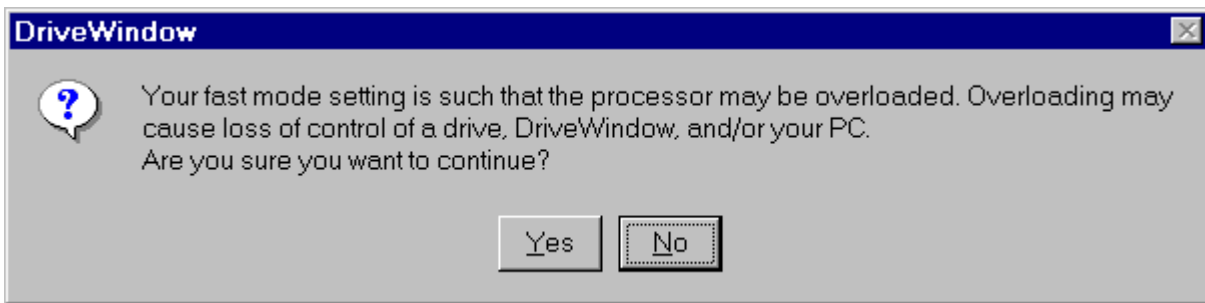 DriveWindow
Your fast mode setting is such that the processor may be overloaded. Overloading may
cause loss of control of a drive, DriveWindow, and/or your PC.
Are you sure you want to continue?
Yes No